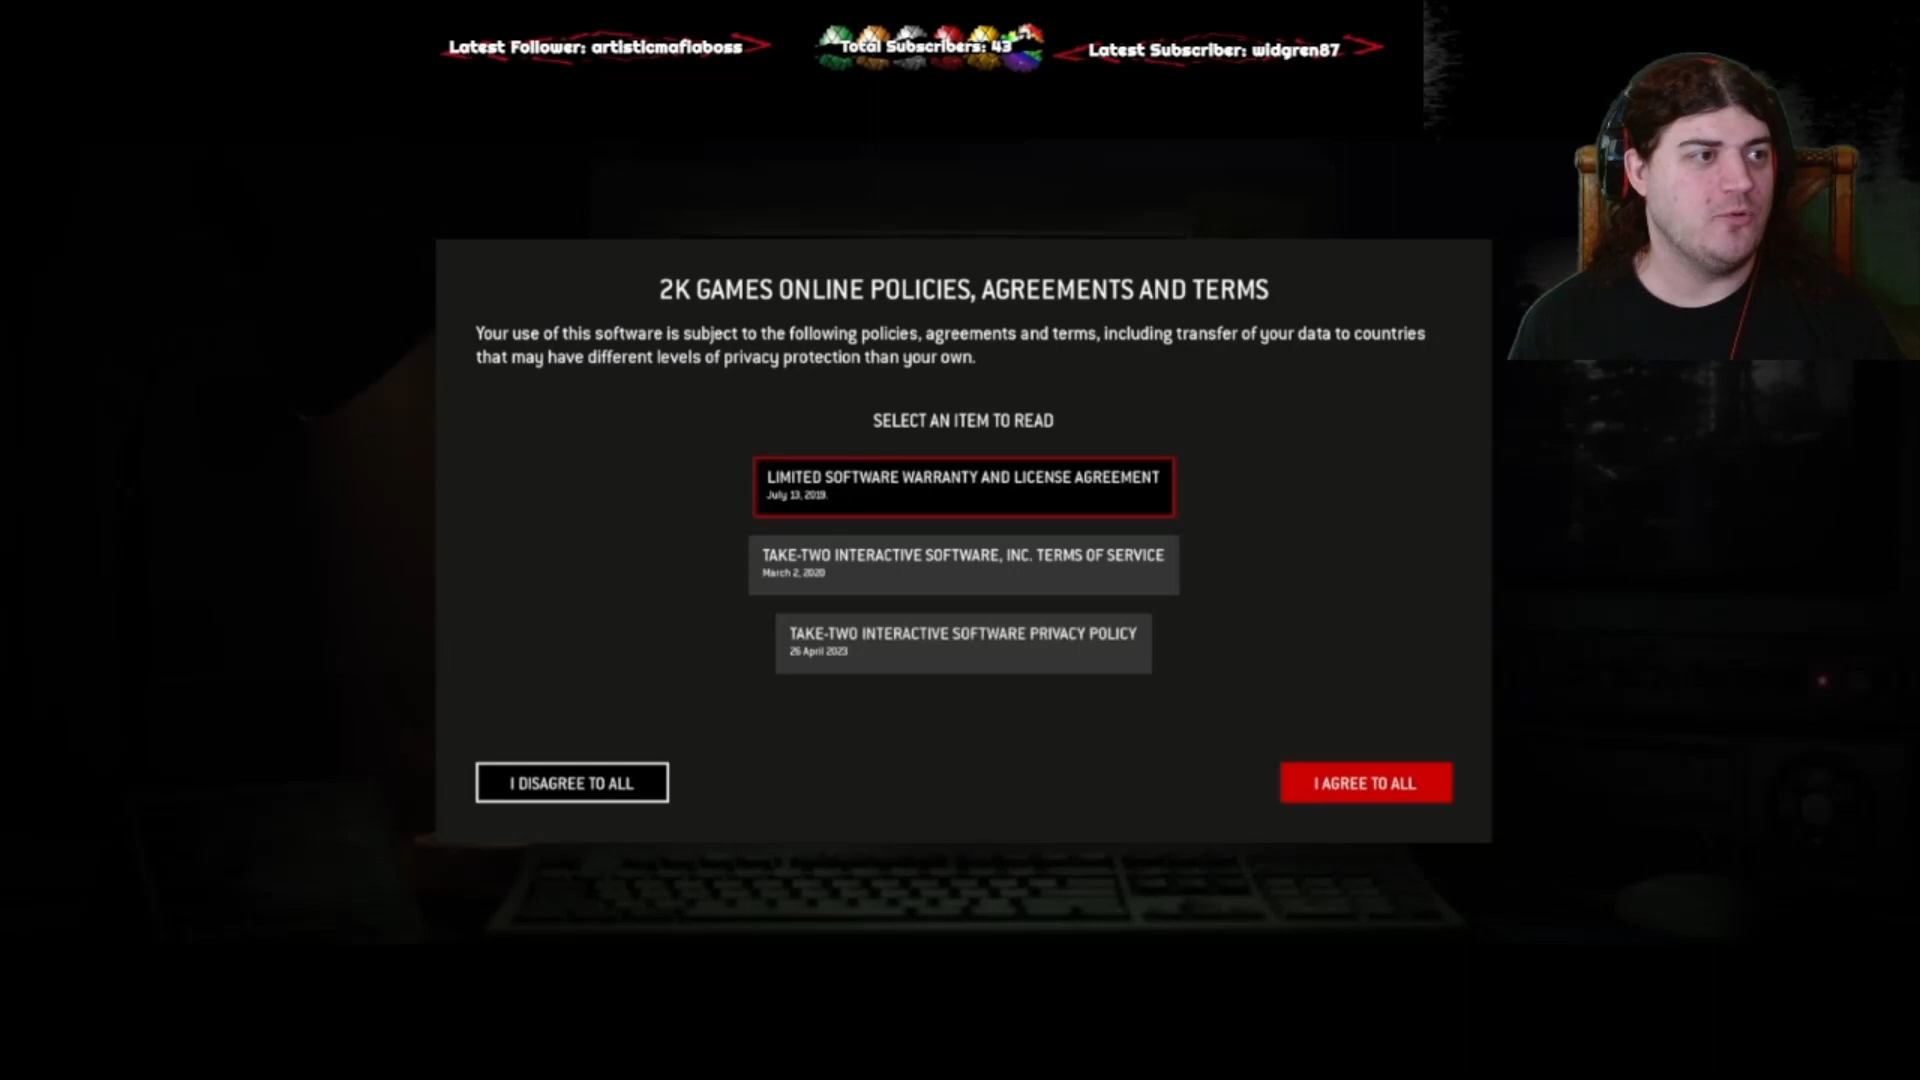 Latest Follower: artisticmafiaboss
Total Subscribers: 43
Latest Subscriber: widgren87
2K GAMES ONLINE POLICIES, AGREEMENTS AND TERMS
Your use of this software is subject to the following policies, agreements and terms, including transfer of your data to countries
that may have different levels of privacy protection than your own.
SELECT AN ITEM TO READ
LIMITED SOFTWARE WARRANTY AND LICENSE AGREEMENT
July 13, 2019.
TAKE-TWO INTERACTIVE SOFTWARE, INC. TERMS OF SERVICE
March 2, 2020
TAKE-TWO INTERACTIVE SOFTWARE PRIVACY POLICY
26 April 2023
I DISAGREE TO ALL
I AGREE TO ALL